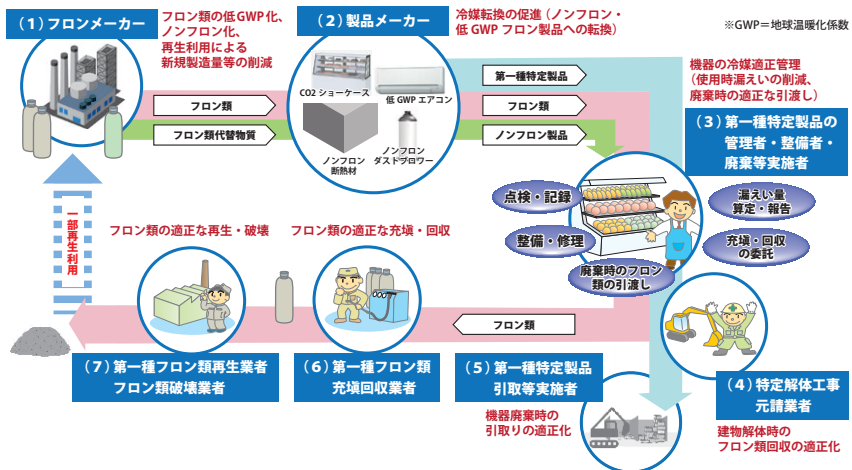 （1）フロンメーカー
フロン類の低GWP化、
ノンフロン化、
再生利用による
新規製造量等の削減
（2）製品メーカー
冷媒転換の促進（ノンフロン・
低GWPフロン製品への転換）
※GWP＝地球温暖化係数
CO2 ショーケース
低 GWP エアコン
ノンフロン
断熱材
ノンフロン
ダストブロワー
フロン類
フロン類代替物質
第一種特定製品
フロン類
ノンフロン製品
機器の冷媒適正管理
（使用時漏えいの削減、
廃棄時の適正な引渡し）
（3）第一種特定製品の
管理者・整備者・
廃棄等実施者
点検・記録
整備・修理
廃棄時のフロン
類の引渡し
漏えい量
算定・報告
充塡・回収
の委託
一部再生利用
フロン類の適正な再生・破壊
フロン類の適正な充塡・回収
フロン類
（7）第一種フロン類再生業者
フロン類破壊業者
（6）第一種フロン類
充塡回収業者
（5）第一種特定製品
引取等実施者
機器廃棄時の
引取りの適正化
（4）特定解体工事
元請業者
建物解体時の
フロン類回収の適正化